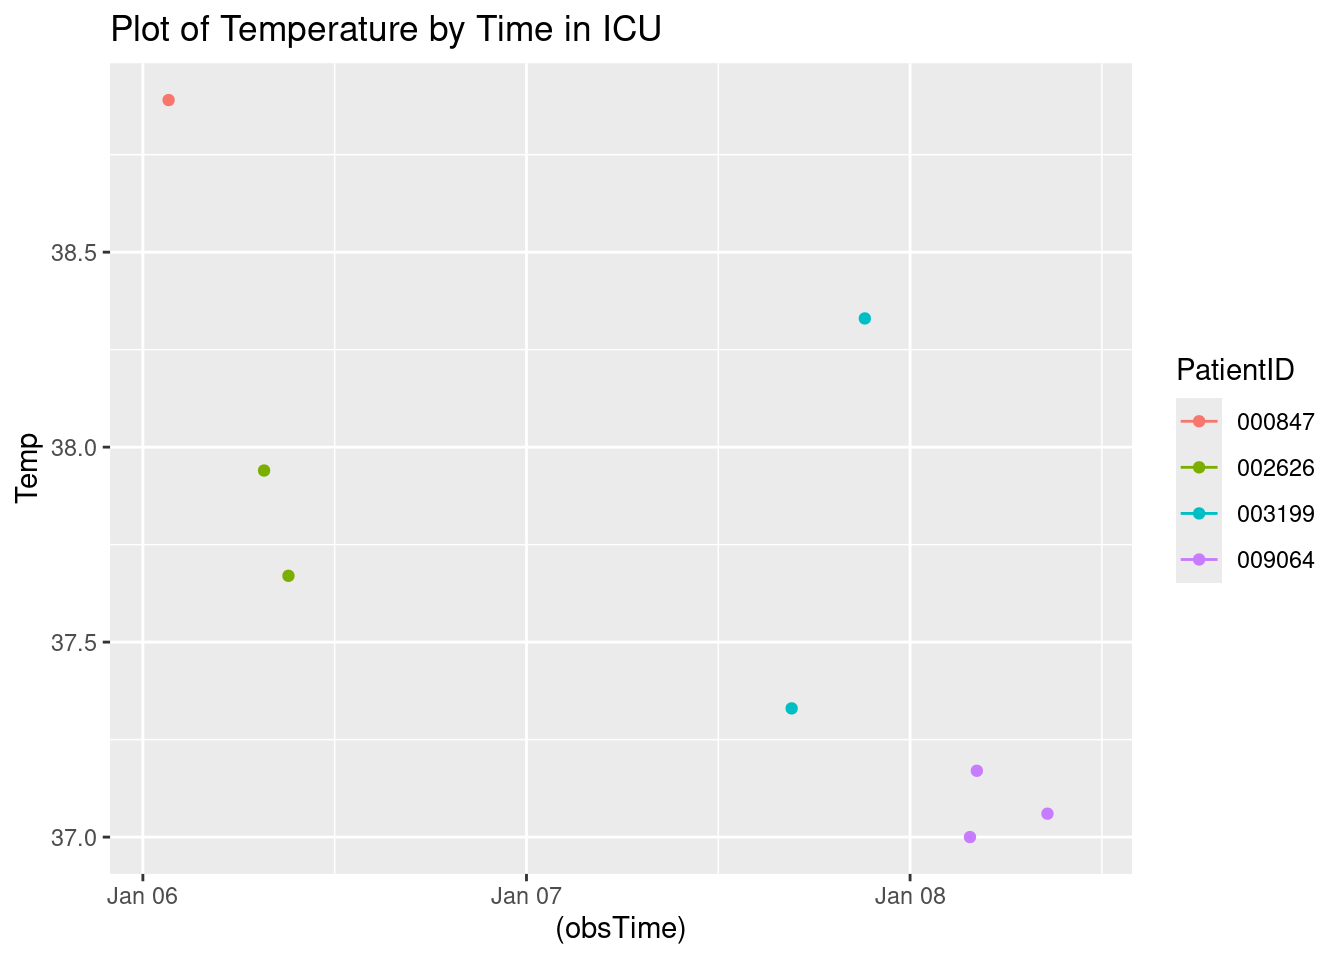 Plot of Temperature by Time in ICU
Temp
38.5
38.0
37.5
37.0
Jan 06
Jan 07
Jan 08
(obsTime)
PatientID
000847
002626
003199
009064